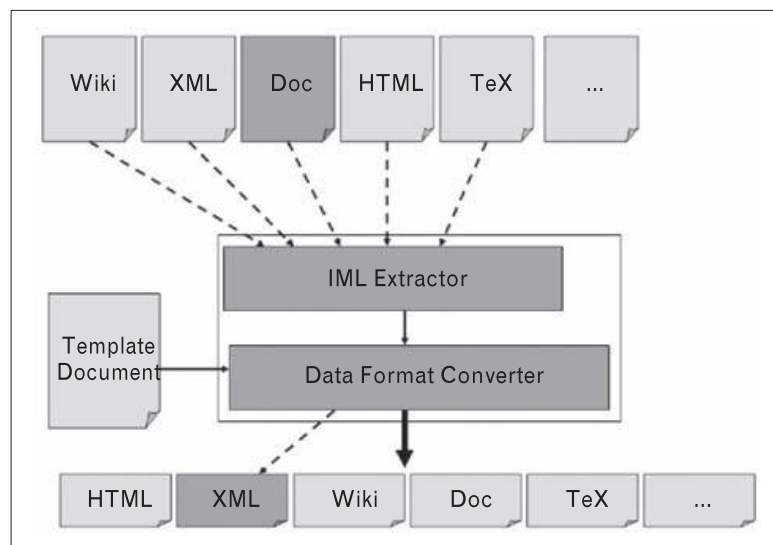 Wiki XML Doc HTML TeX ...
IML Extractor
Template
Document
Data Format Converter
HTML XML Wiki Doc TeX ...